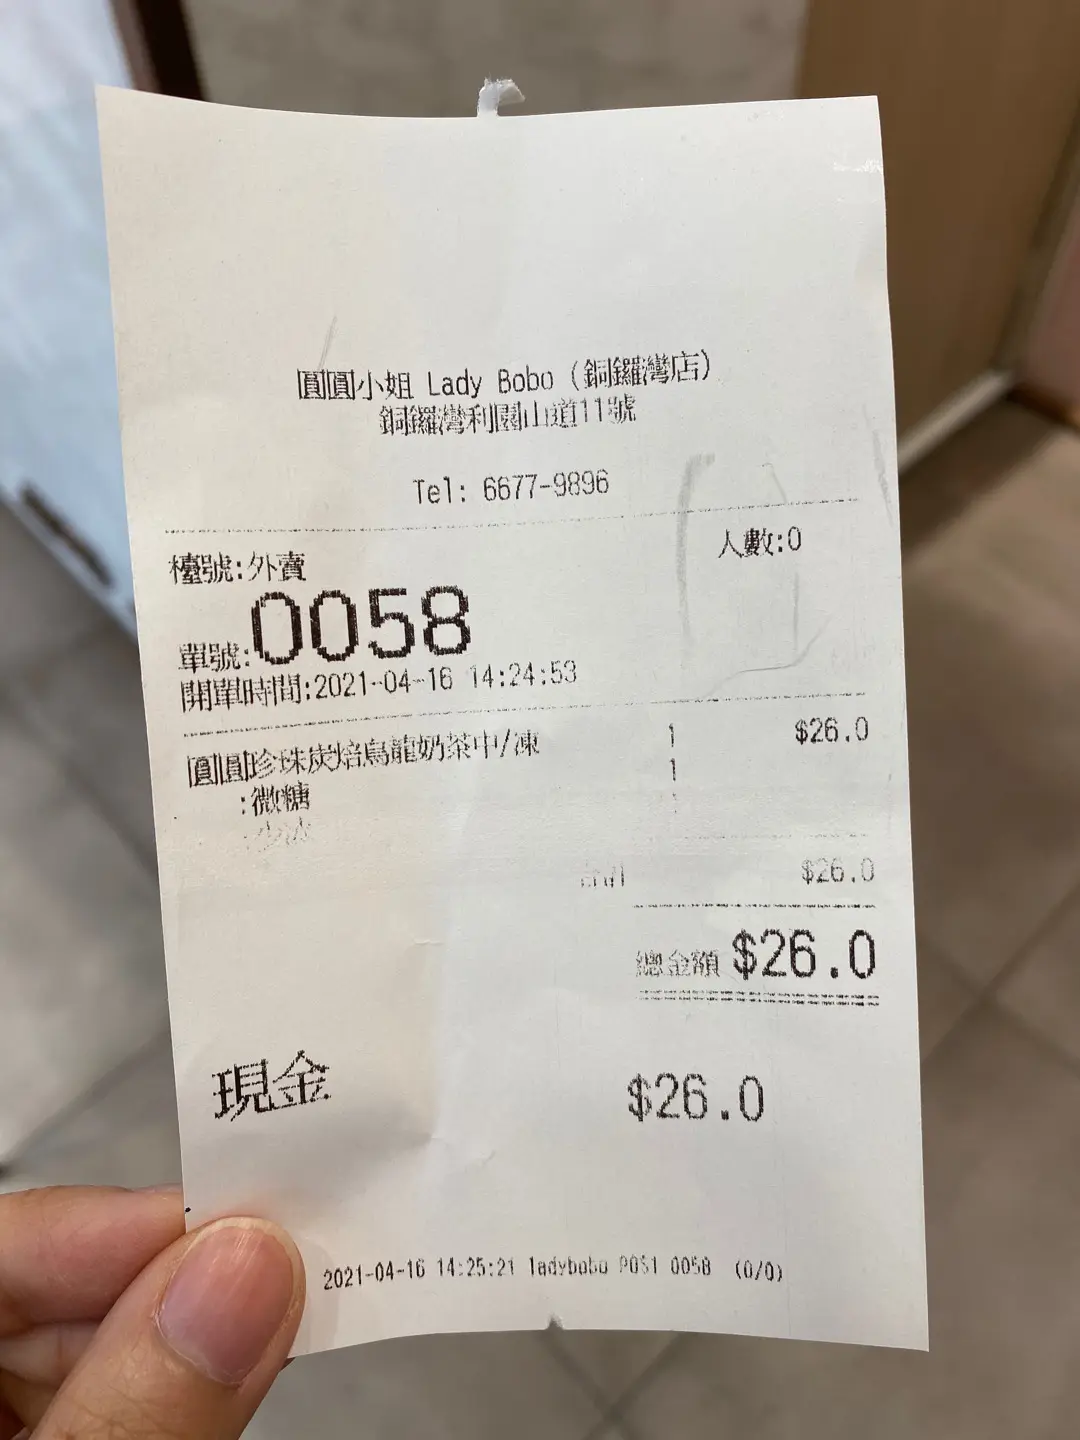 圓圓小姐 Lady Bobo (銅鑼灣店)
銅鑼灣利園山道11號
Tel: 6677-9896
檯號:外賣 人數:0
單號:0058
開單時間:2021-04-16 14:24:53
圓圓珍珠炭焙烏龍奶茶中/凍 1 $26.0
:微糖 1
1
$26.0
總金額 $26.0
現金 $26.0
2021-04-16 14:25:21 ladybobo POS1 0058 (0/0)